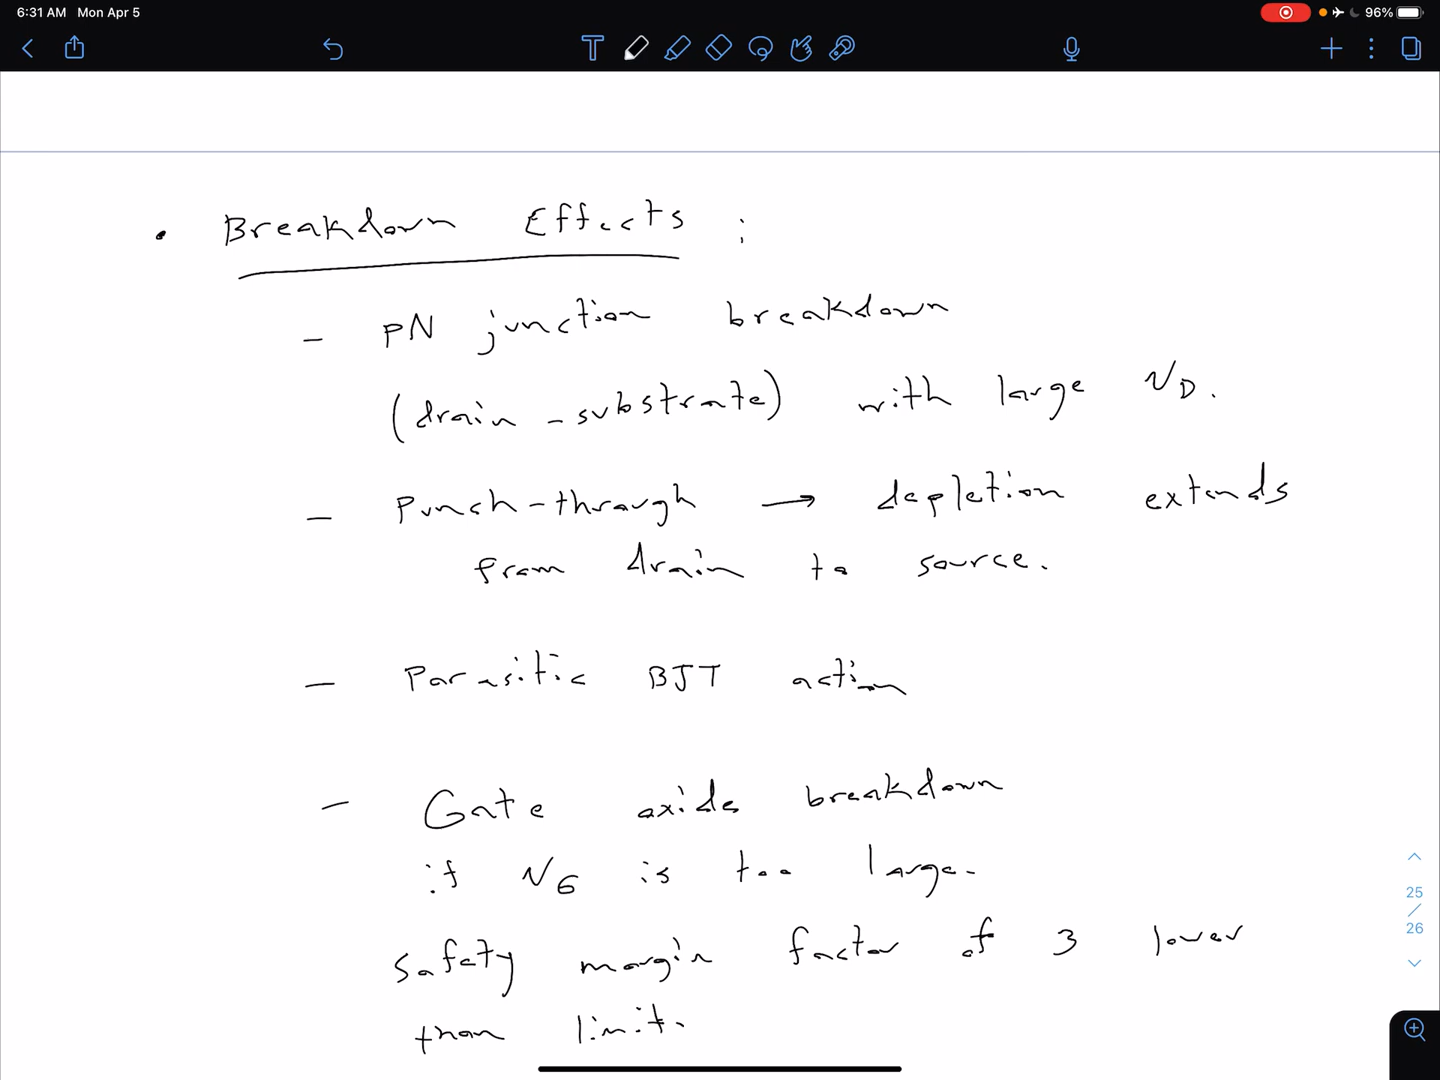 6:31 AM Mon Apr 5
96%
T
• Breakdown Effects :
- PN junction breakdown
(drain - substrate) with large VD.
- Punch-through → depletion extends
from drain to source.
- Parasitic BJT action
- Gate oxide breakdown
if VG is too large.
Safety margin factor of 3 lower
than limit.
25
/
26